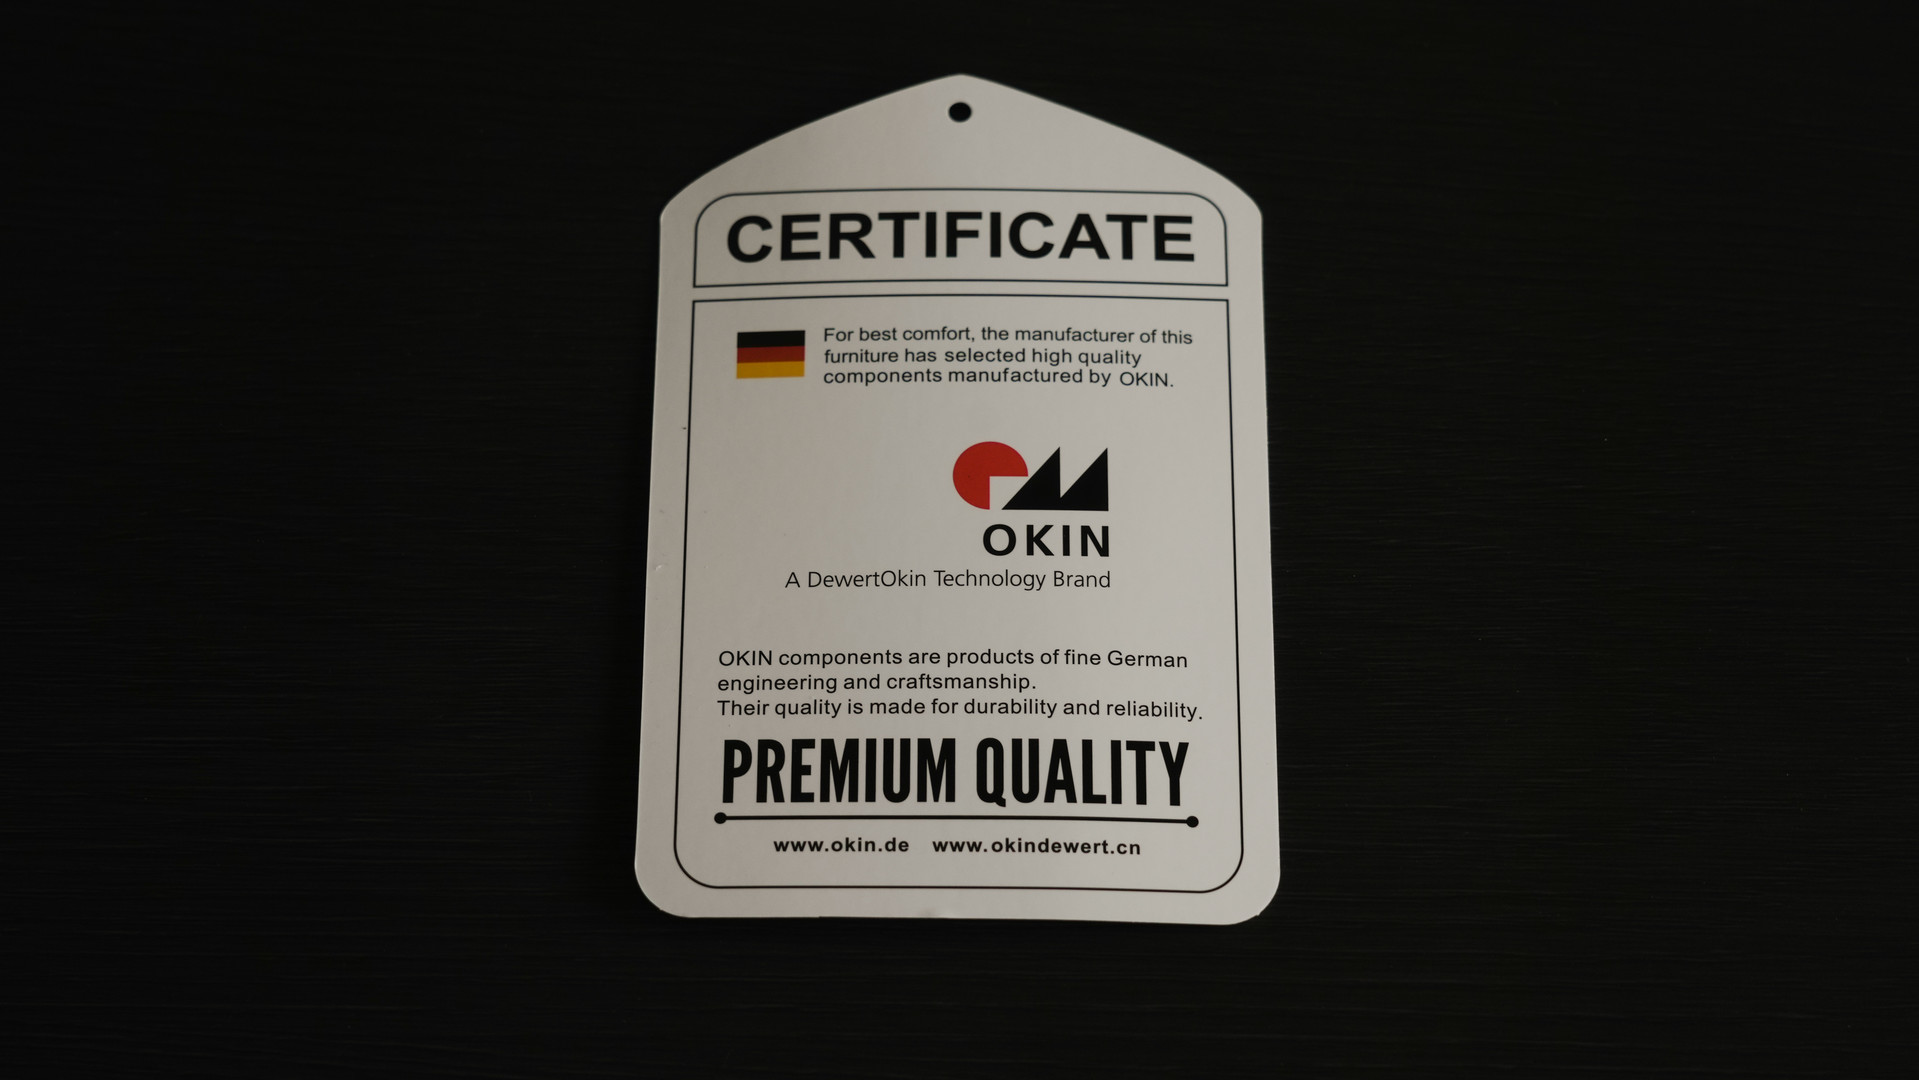 CERTIFICATE
For best comfort, the manufacturer of this
furniture has selected high quality
components manufactured by OKIN.
OKIN
A DewertOkin Technology Brand
OKIN components are products of fine German
engineering and craftsmanship.
Their quality is made for durability and reliability.
PREMIUM QUALITY
www.okin.de www.okindewert.cn